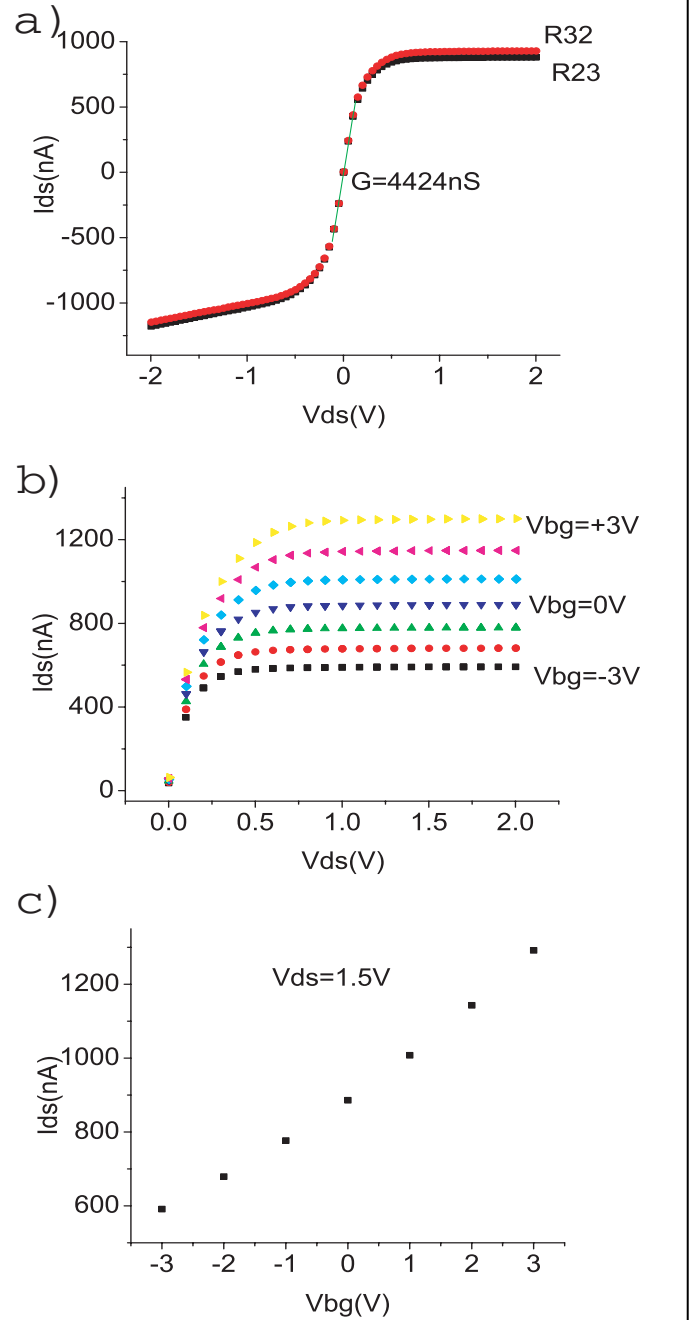 a)
1000
500
0
-500
-1000
Ids(nA)
R32
R23
G=4424nS
-2 -1 0 1 2
Vds(V)
b)
1200
800
400
0
Ids(nA)
Vbg=+3V
Vbg=0V
Vbg=-3V
0.0 0.5 1.0 1.5 2.0
Vds(V)
c)
1200
1000
800
600
Ids(nA)
Vds=1.5V
-3 -2 -1 0 1 2 3
Vbg(V)